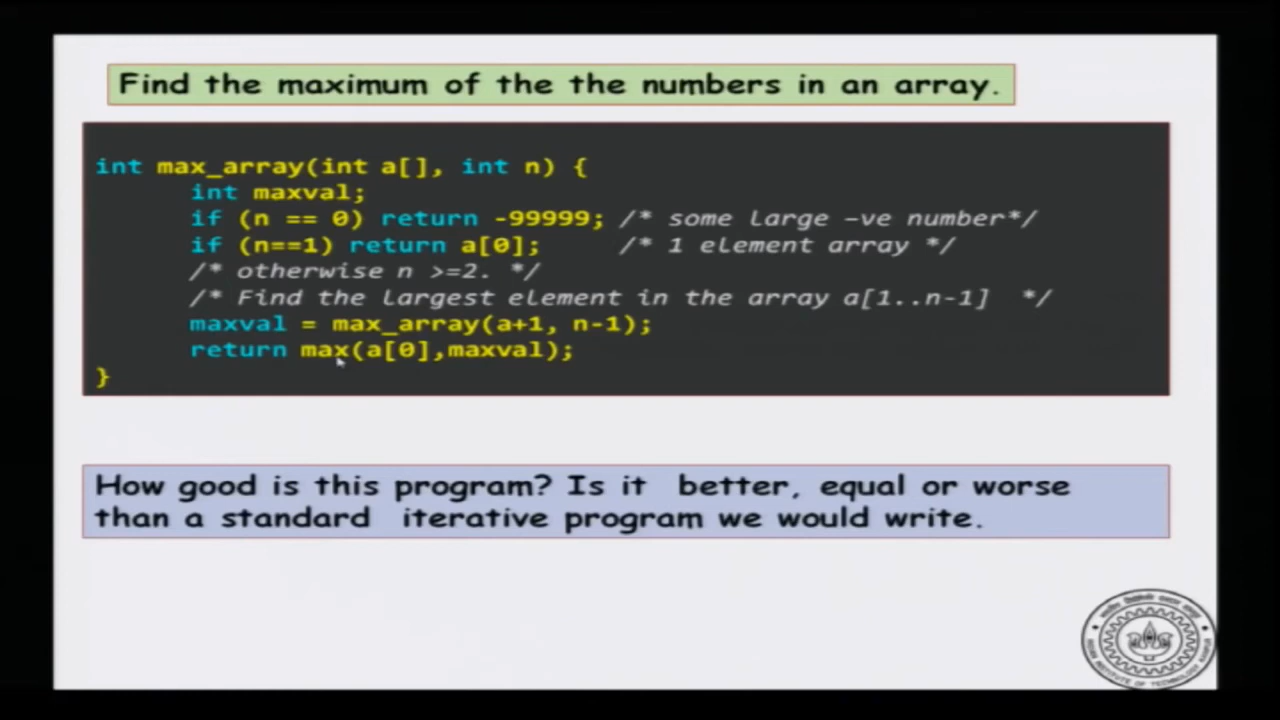 Find the maximum of the the numbers in an array.
int max_array(int a[], int n) {
int maxval;
if (n == 0) return -99999; /* some large –ve number*/
if (n==1) return a[0]; /* 1 element array */
/* otherwise n >=2. */
/* Find the largest element in the array a[1..n-1] */
maxval = max_array(a+1, n-1);
return max(a[0],maxval);
}
How good is this program? Is it better, equal or worse
than a standard iterative program we would write.